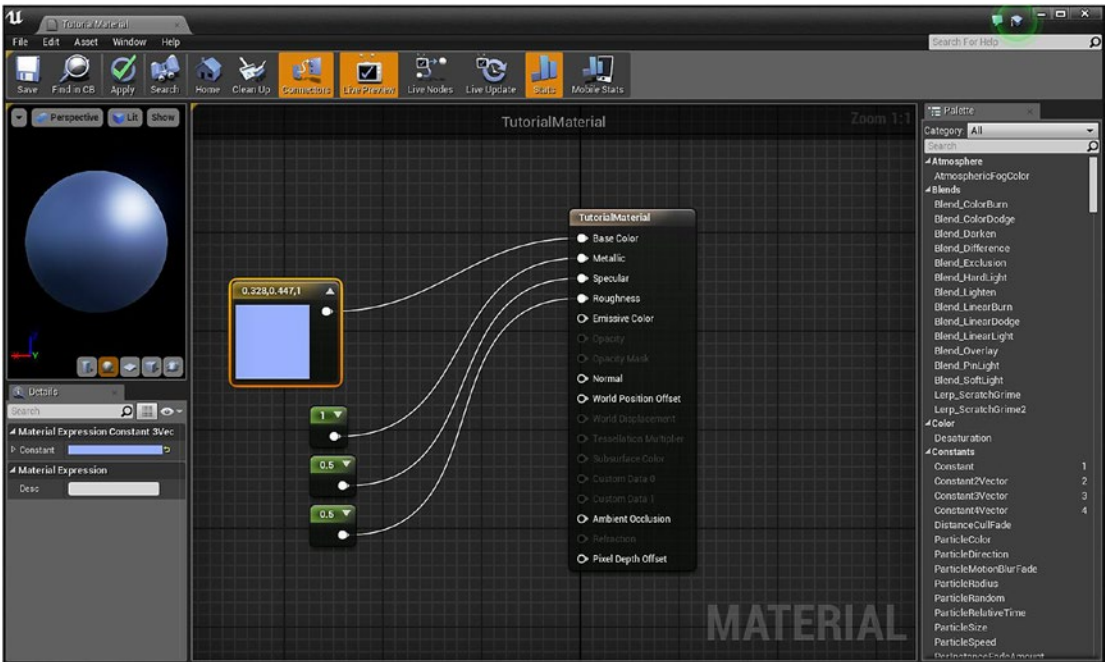 TutorialMaterial
File Edit Asset Window Help
Search For Help
Save Find in CB Apply Search Home Clean Up Connectors Live Preview Live Nodes Live Update Stats Mobile Stats
Perspective Lit Show
TutorialMaterial
Zoom 1:1
TutorialMaterial
Base Color
Metallic
Specular
Roughness
Emissive Color
Opacity
Opacity Mask
Normal
World Position Offset
World Displacement
Tessellation Multiplier
Subsurface Color
Custom Data 0
Custom Data 1
Ambient Occlusion
Refraction
Pixel Depth Offset
0.328,0.447,1
1
0.5
0.5
MATERIAL
Details
Search
Material Expression Constant 3Vec
Constant
Material Expression
Desc
Palette
Category: All
Search
Atmosphere
AtmosphericFogColor
Blends
Blend_ColorBurn
Blend_ColorDodge
Blend_Darken
Blend_Difference
Blend_Exclusion
Blend_HardLight
Blend_Lighten
Blend_LinearBurn
Blend_LinearDodge
Blend_LinearLight
Blend_Overlay
Blend_PinLight
Blend_SoftLight
Lerp_ScratchGrime
Lerp_ScratchGrime2
Color
Desaturation
Constants
Constant 1
Constant2Vector 2
Constant3Vector 3
Constant4Vector 4
DistanceCullFade
ParticleColor
ParticleDirection
ParticleMotionBlurFade
ParticleRadius
ParticleRandom
ParticleRelativeTime
ParticleSize
ParticleSpeed